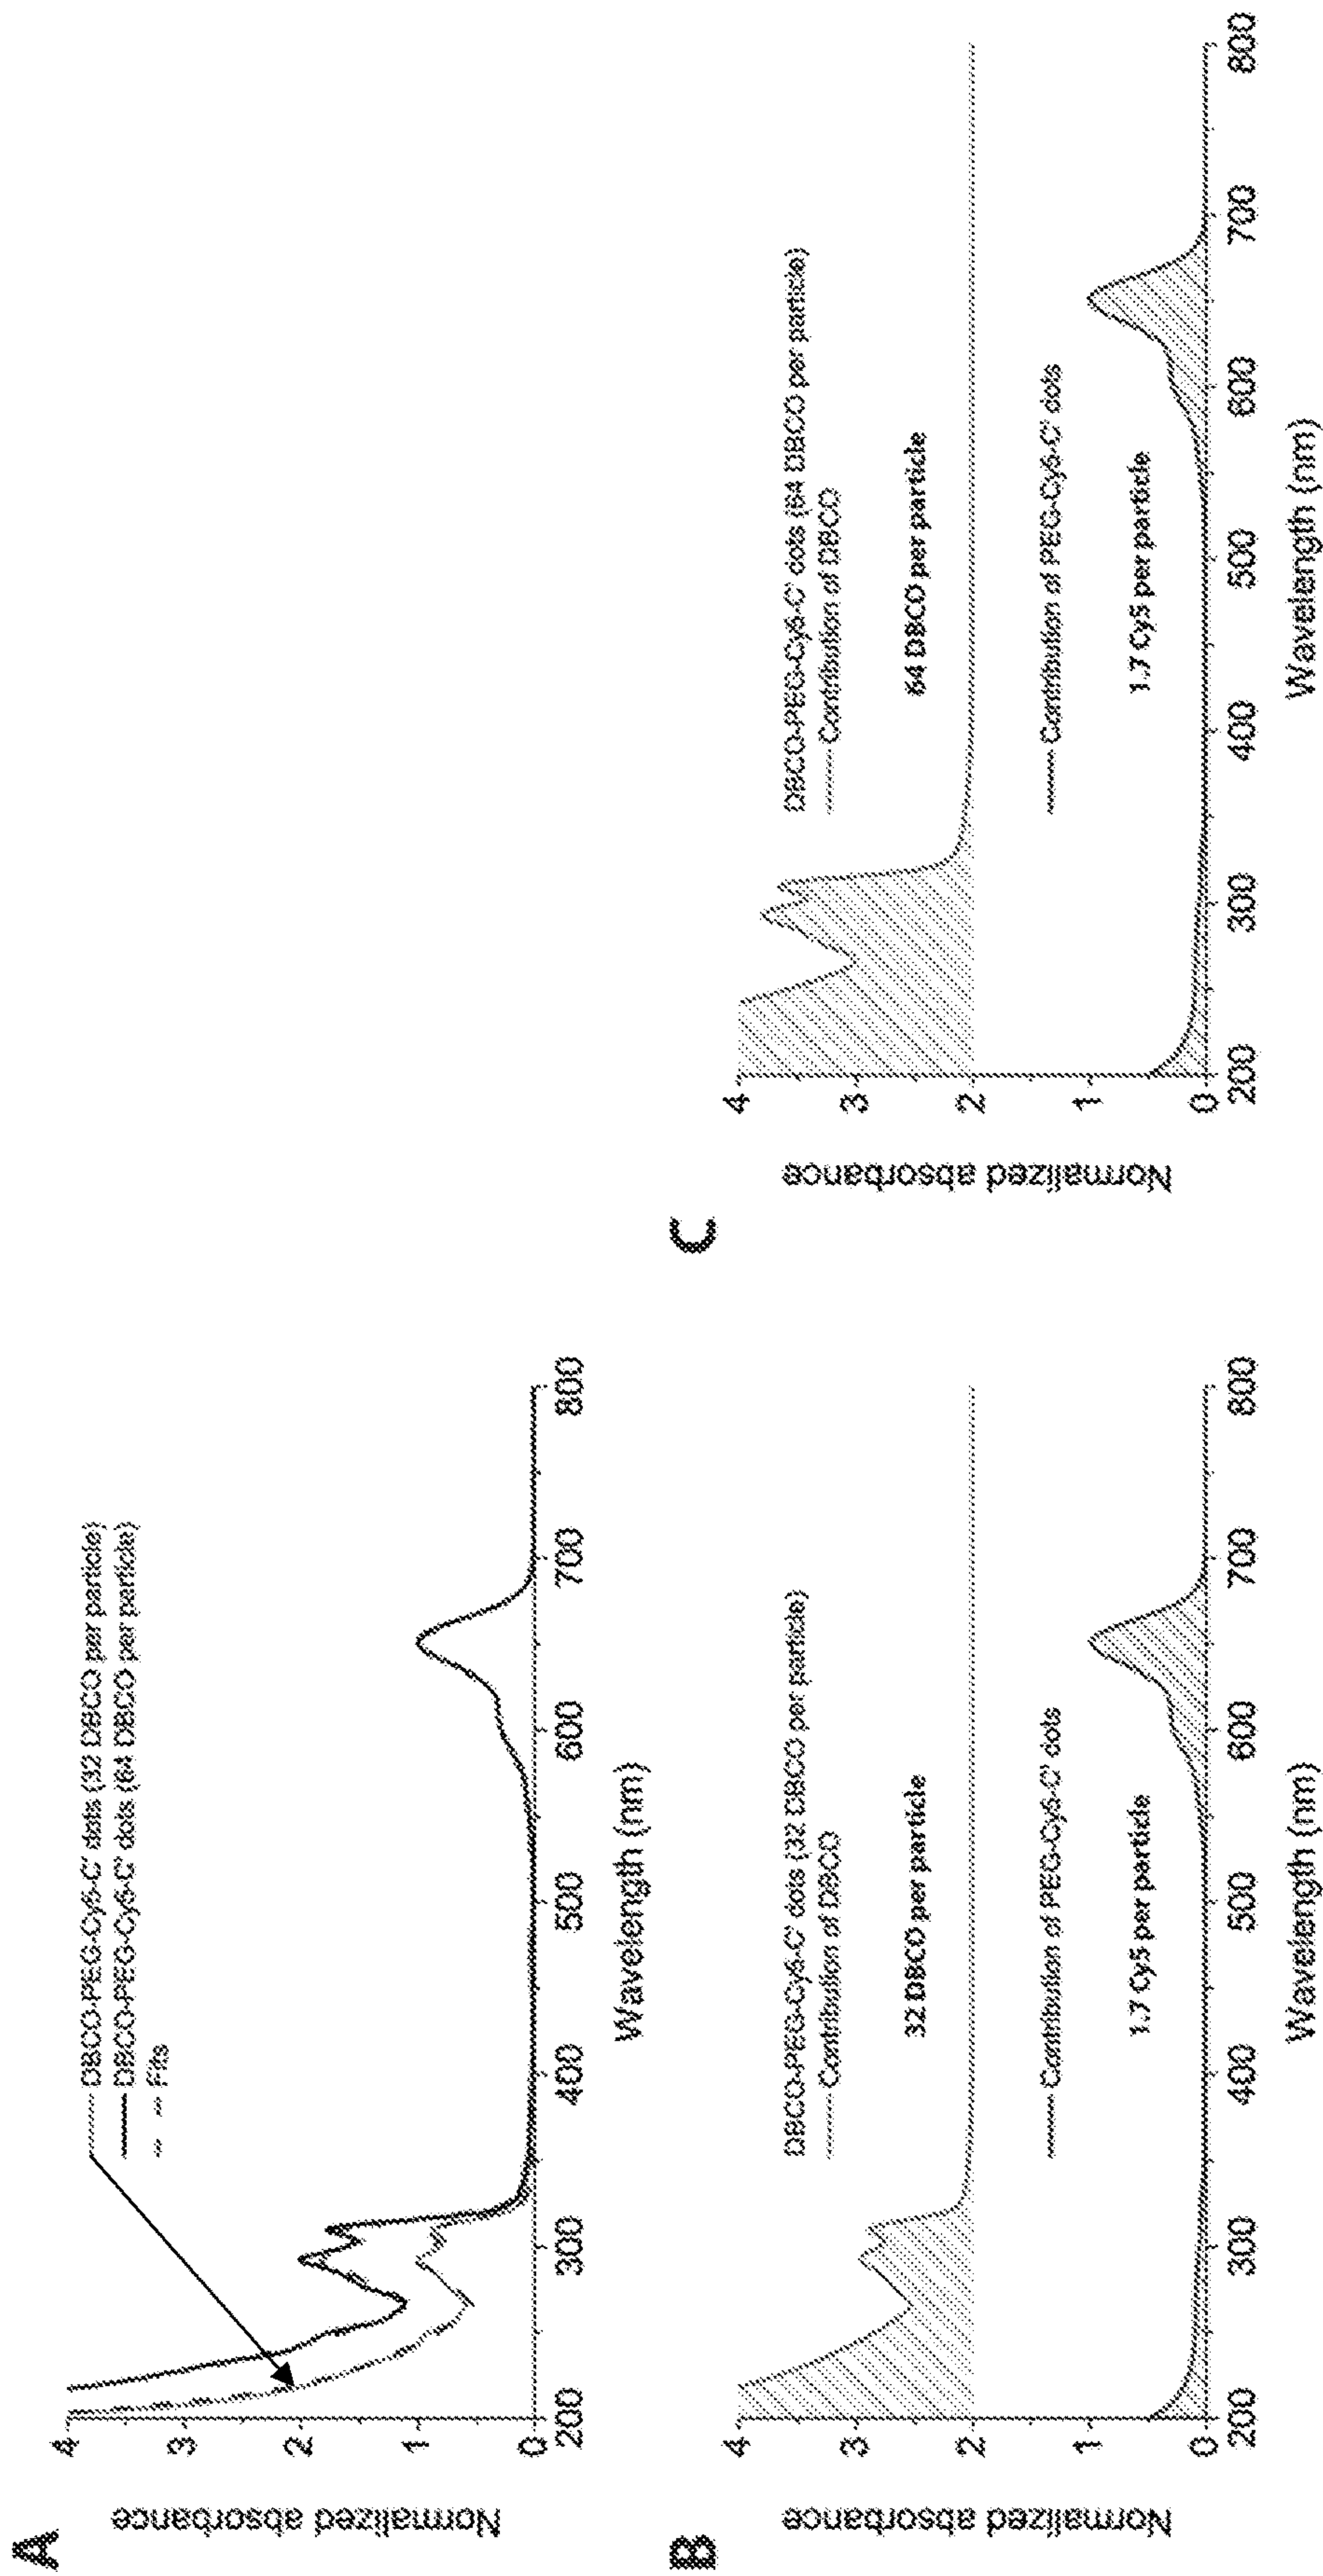 A
DBCO-PEG-Cy5-C' dots (32 DBCO per particle)
DBCO-PEG-Cy5-C' dots (64 DBCO per particle)
Fits
Normalized absorbance
4
3
2
1
0
200 300 400 500 600 700 800
Wavelength (nm)
B
DBCO-PEG-Cy5-C' dots (32 DBCO per particle)
Contribution of DBCO
32 DBCO per particle
Contribution of PEG-Cy5-C' dots
1.7 Cy5 per particle
Normalized absorbance
4
3
2
1
0
200 300 400 500 600 700 800
Wavelength (nm)
C
DBCO-PEG-Cy5-C' dots (64 DBCO per particle)
Contribution of DBCO
64 DBCO per particle
Contribution of PEG-Cy5-C' dots
1.7 Cy5 per particle
Normalized absorbance
4
3
2
1
0
200 300 400 500 600 700 800
Wavelength (nm)